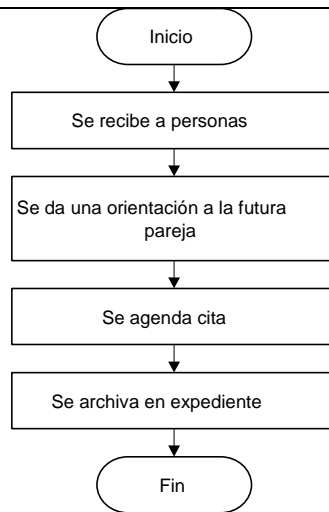 Inicio
Se recibe a personas
Se da una orientación a la futura
pareja
Se agenda cita
Se archiva en expediente
Fin